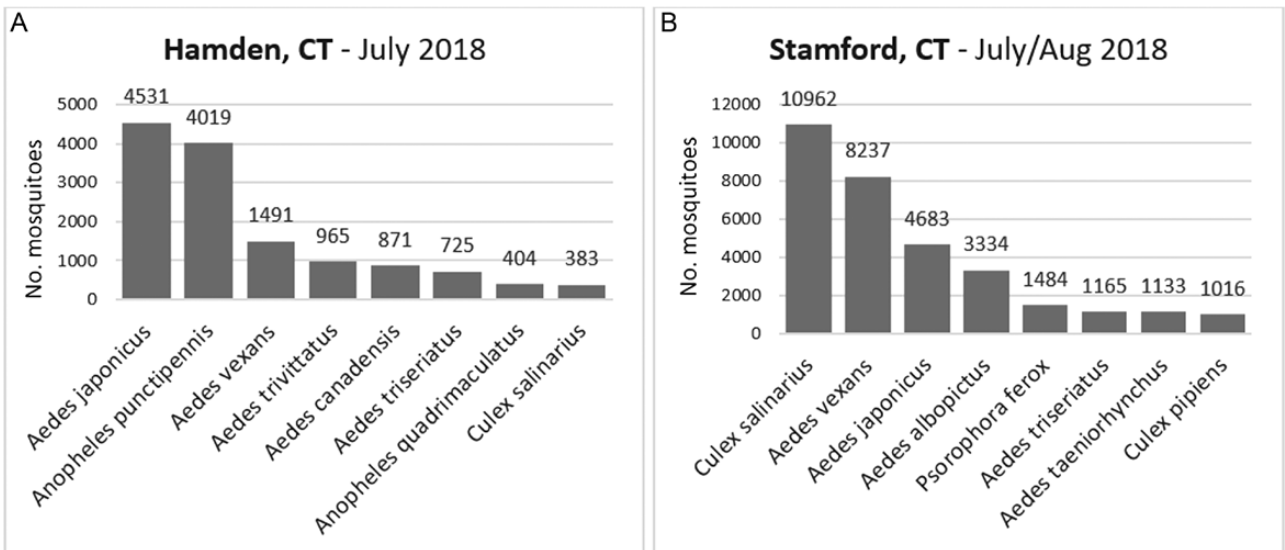 A
Hamden, CT - July 2018
No. mosquitoes
5000
4000
3000
2000
1000
0
4531
4019
1491
965
871
725
404
383
Aedes japonicus
Anopheles punctipennis
Aedes vexans
Aedes trivittatus
Aedes canadensis
Aedes triseriatus
Anopheles quadrimaculatus
Culex salinarius
B
Stamford, CT - July/Aug 2018
No. mosquitoes
12000
10000
8000
6000
4000
2000
0
10962
8237
4683
3334
1484
1165
1133
1016
Culex salinarius
Aedes vexans
Aedes japonicus
Aedes albopictus
Psorophora ferox
Aedes triseriatus
Aedes taeniorhynchus
Culex pipiens